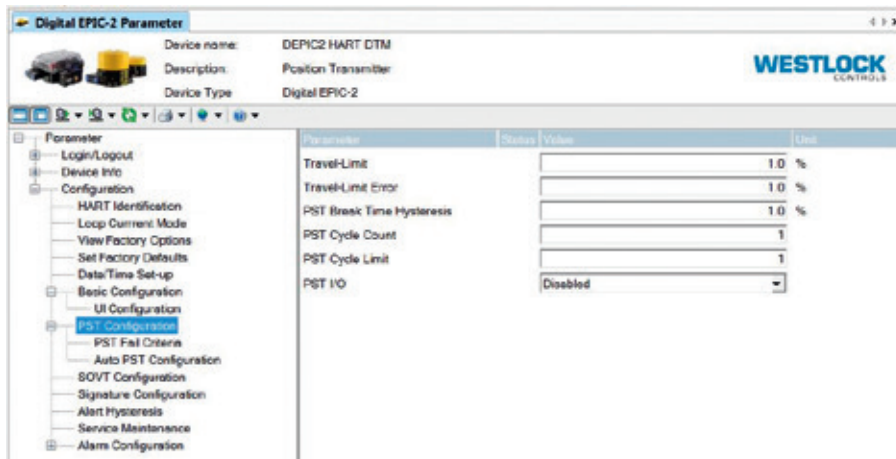 Digital EPIC-2 Parameter
Device name: DEPIC2 HART DTM
Description: Position Transmitter
Device Type Digital EPIC-2
WESTLOCK
CONTROLS
Parameter
Login/Logout
Device Info
Configuration
HART Identification
Loop Currrent Mode
View Factory Options
Set Factory Defaults
Date/Time Set-up
Basic Configuration
UI Configuration
PST Configuration
PST Fail Criteria
Auto PST Configuration
SOVT Configuration
Signature Configuration
Alert Hysteresis
Service Maintenance
Alarm Configuration
Parameter Status Value Unit
Travel-Limit 1.0 %
Travel-Limit Error 1.0 %
PST Break Time Hysteresis 1.0 %
PST Cycle Count 1
PST Cycle Limit 1
PST I/O Disabled